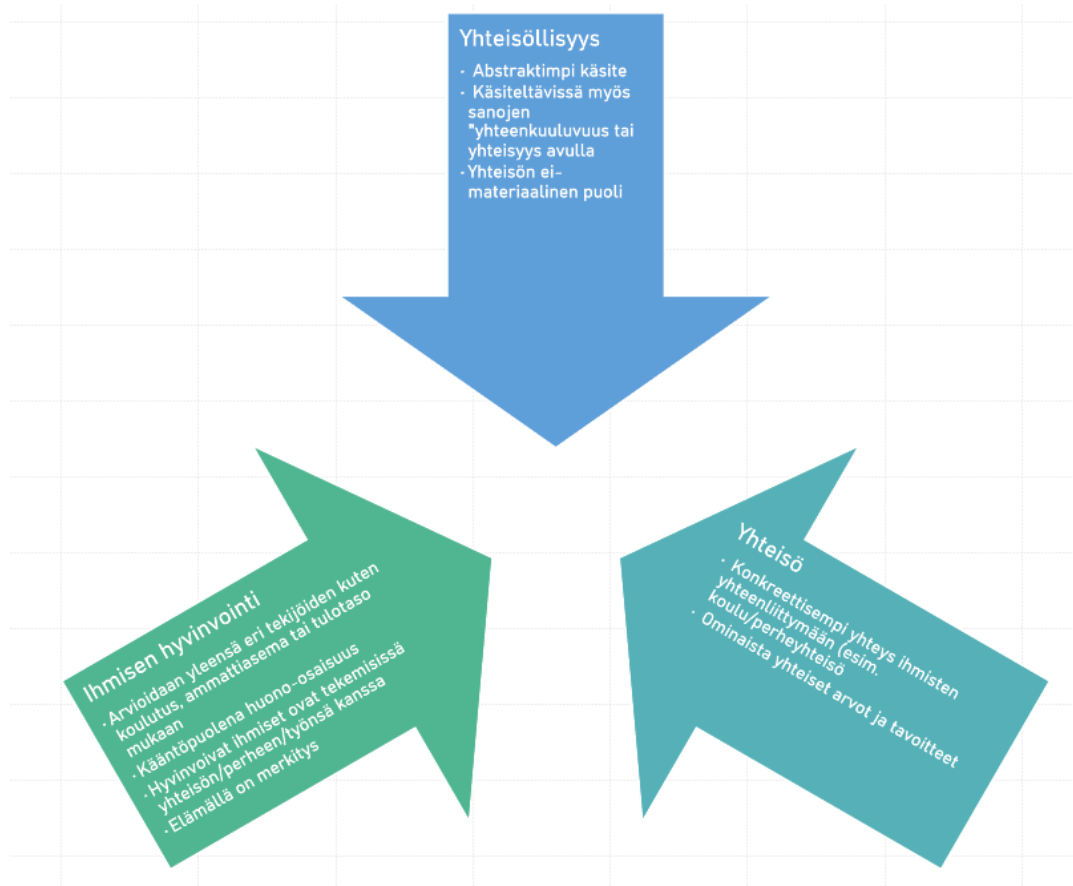 Yhteisöllisyys
· Abstraktimpi käsite
· Käsiteltävissä myös
sanojen
"yhteenkuuluvuus tai
yhteisyys avulla
· Yhteisön ei-
materiaalinen puoli
Ihmisen hyvinvointi
· Arvioidaan yleensä eri tekijöiden kuten
koulutus, ammattiasema tai tulotaso
mukaan
· Kääntöpuolena huono-osaisuus
· Hyvinvoivat ihmiset ovat tekemisissä
yhteisön/perheen/työnsä kanssa
· Elämällä on merkitys
Yhteisö
· Konkreettisempi yhteys ihmisten
yhteenliittymään (esim.
koulu/perheyhteisö
· Ominaista yhteiset arvot ja tavoitteet